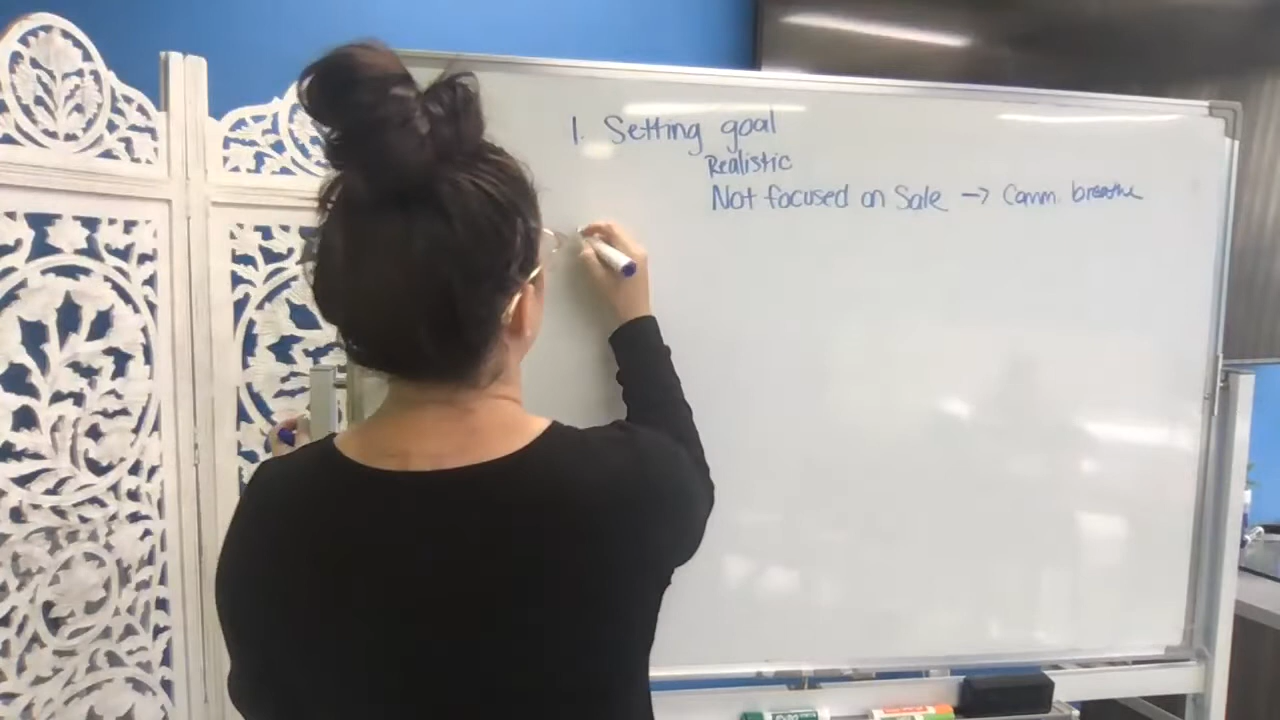 1. Setting goal
Realistic
Not focused on Sale → Comm. breathe